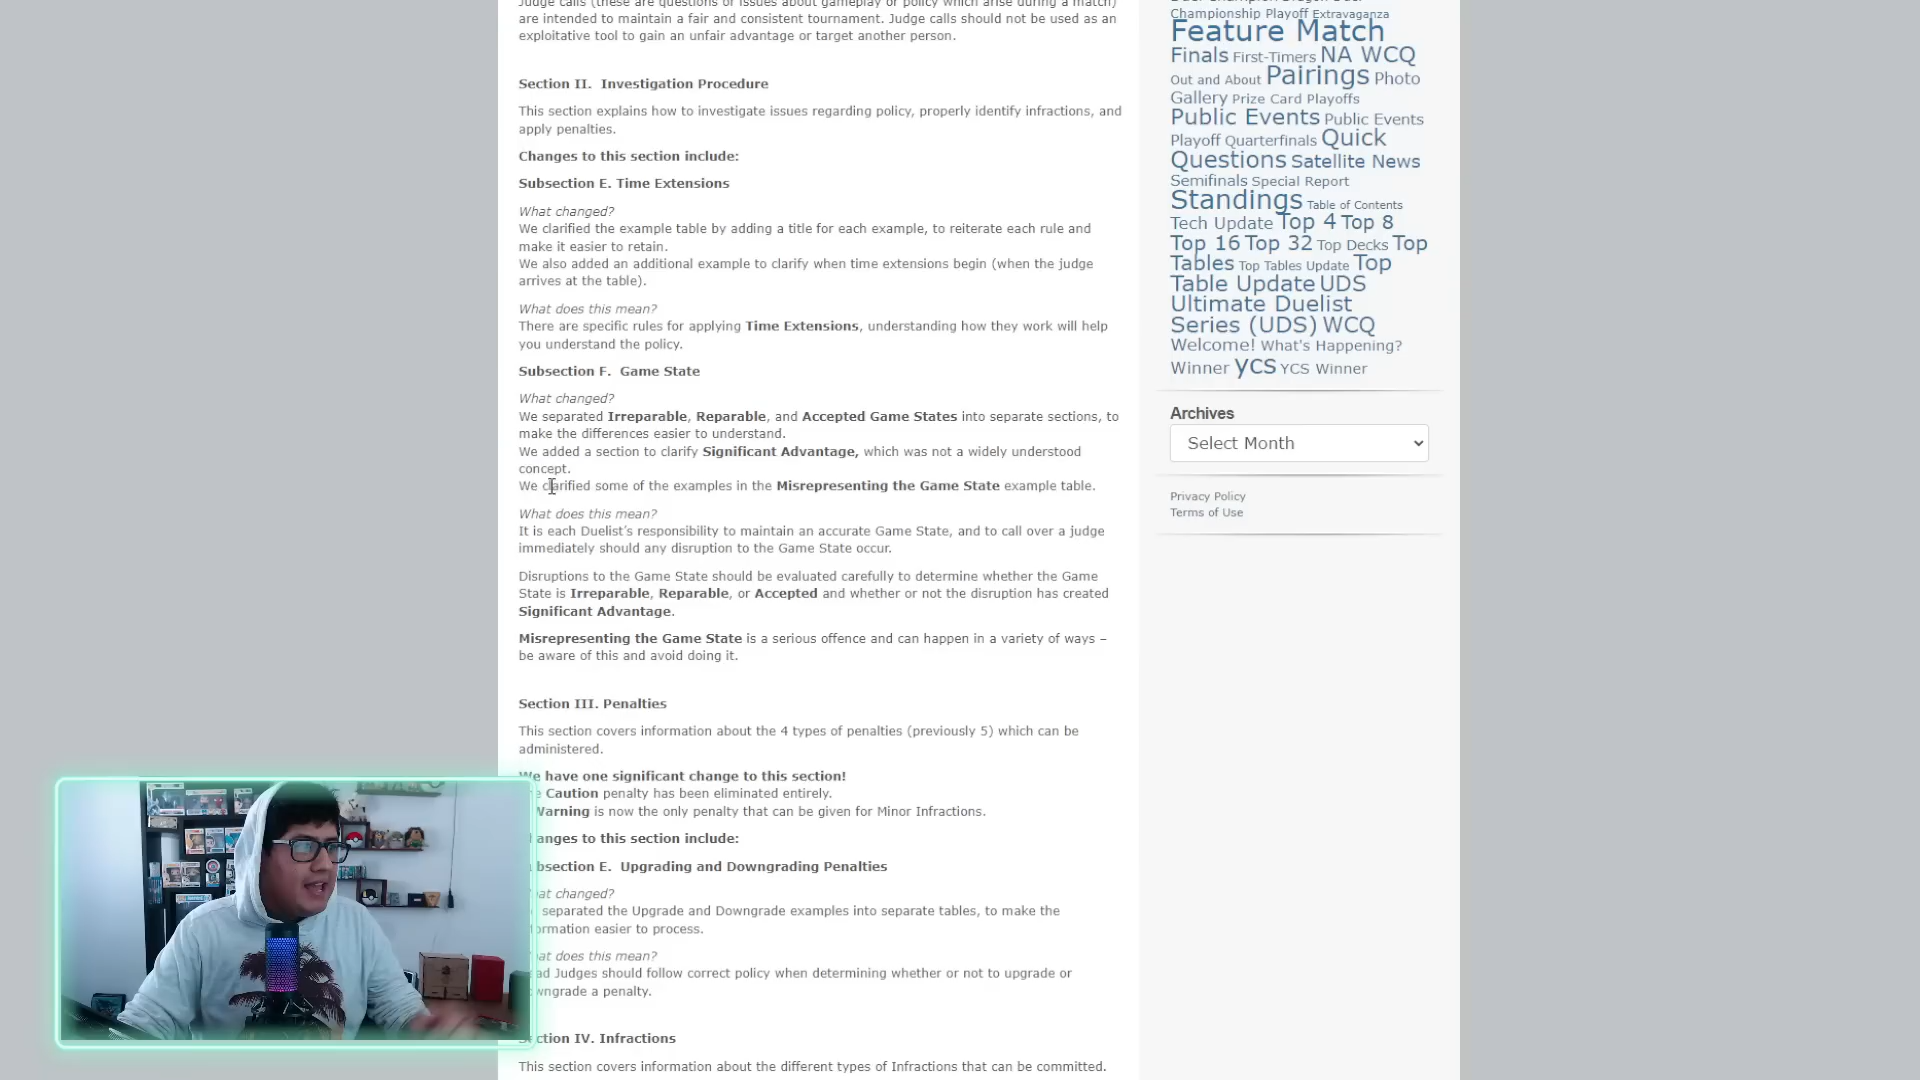 Judge calls (these are questions or issues about gameplay or policy which arise during a match)
are intended to maintain a fair and consistent tournament. Judge calls should not be used as an
exploitative tool to gain an unfair advantage or target another person.
Section II.  Investigation Procedure
This section explains how to investigate issues regarding policy, properly identify infractions, and
apply penalties.
Changes to this section include:
Subsection E. Time Extensions
What changed?
We clarified the example table by adding a title for each example, to reiterate each rule and
make it easier to retain.
We also added an additional example to clarify when time extensions begin (when the judge
arrives at the table).
What does this mean?
There are specific rules for applying Time Extensions, understanding how they work will help
you understand the policy.
Subsection F.  Game State
What changed?
We separated Irreparable, Reparable, and Accepted Game States into separate sections, to
make the differences easier to understand.
We added a section to clarify Significant Advantage, which was not a widely understood
concept.
We clarified some of the examples in the Misrepresenting the Game State example table.
What does this mean?
It is each Duelist's responsibility to maintain an accurate Game State, and to call over a judge
immediately should any disruption to the Game State occur.
Disruptions to the Game State should be evaluated carefully to determine whether the Game
State is Irreparable, Reparable, or Accepted and whether or not the disruption has created
Significant Advantage.
Misrepresenting the Game State is a serious offence and can happen in a variety of ways –
be aware of this and avoid doing it.
Section III. Penalties
This section covers information about the 4 types of penalties (previously 5) which can be
administered.
We have one significant change to this section!
Caution penalty has been eliminated entirely.
Warning is now the only penalty that can be given for Minor Infractions.
anges to this section include:
bsection E.  Upgrading and Downgrading Penalties
at changed?
separated the Upgrade and Downgrade examples into separate tables, to make the
ormation easier to process.
at does this mean?
ad Judges should follow correct policy when determining whether or not to upgrade or
wngrade a penalty.
ction IV. Infractions
This section covers information about the different types of Infractions that can be committed.
Championship Playoff Extravaganza
Feature Match
Finals First-Timers NA WCQ
Out and About Pairings Photo
Gallery Prize Card Playoffs
Public Events Public Events
Playoff Quarterfinals Quick
Questions Satellite News
Semifinals Special Report
Standings Table of Contents
Tech Update Top 4 Top 8
Top 16 Top 32 Top Decks Top
Tables Top Tables Update Top
Table Update UDS
Ultimate Duelist
Series (UDS) WCQ
Welcome! What's Happening?
Winner ycs YCS Winner
Archives
Select Month
Privacy Policy
Terms of Use